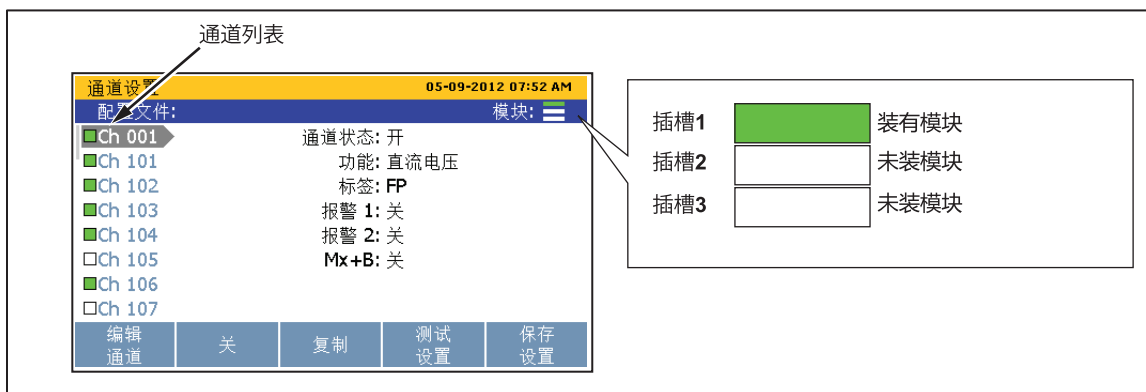 通道列表
通道设置 05-09-2012 07:52 AM
配置文件: 模块:
Ch 001
Ch 101
Ch 102
Ch 103
Ch 104
Ch 105
Ch 106
Ch 107
通道状态: 开
功能: 直流电压
标签: FP
报警 1: 关
报警 2: 关
Mx+B: 关
编辑
通道
关
复制
测试
设置
保存
设置
插槽1 装有模块
插槽2 未装模块
插槽3 未装模块